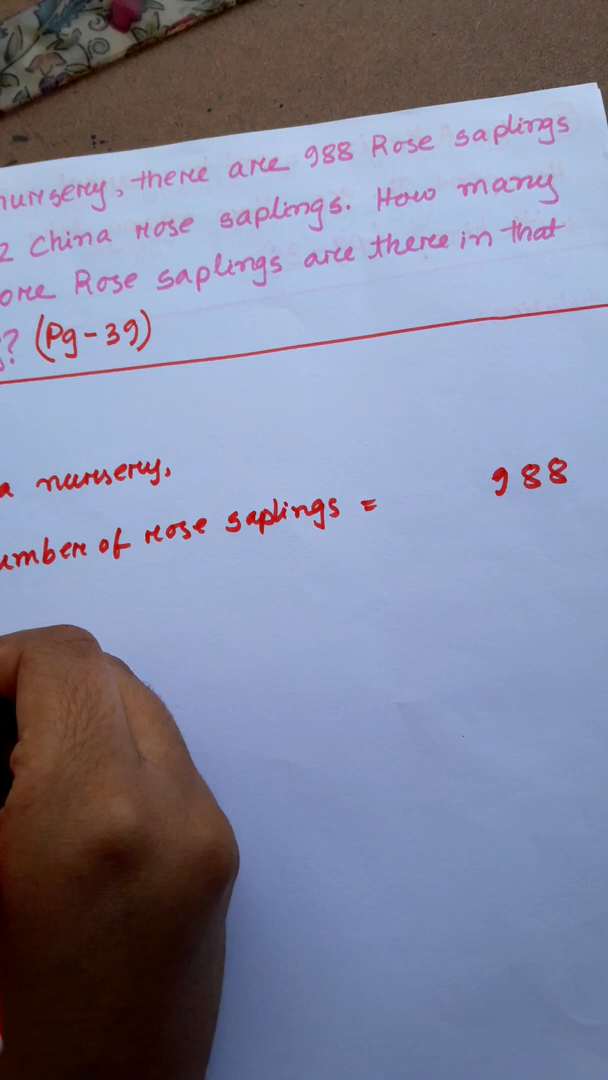 nursery, there are 988 Rose saplings
2 China rose saplings. How many
ore Rose saplings are there in that
? (Pg-39)
a nursery,
umber of rose saplings = 988